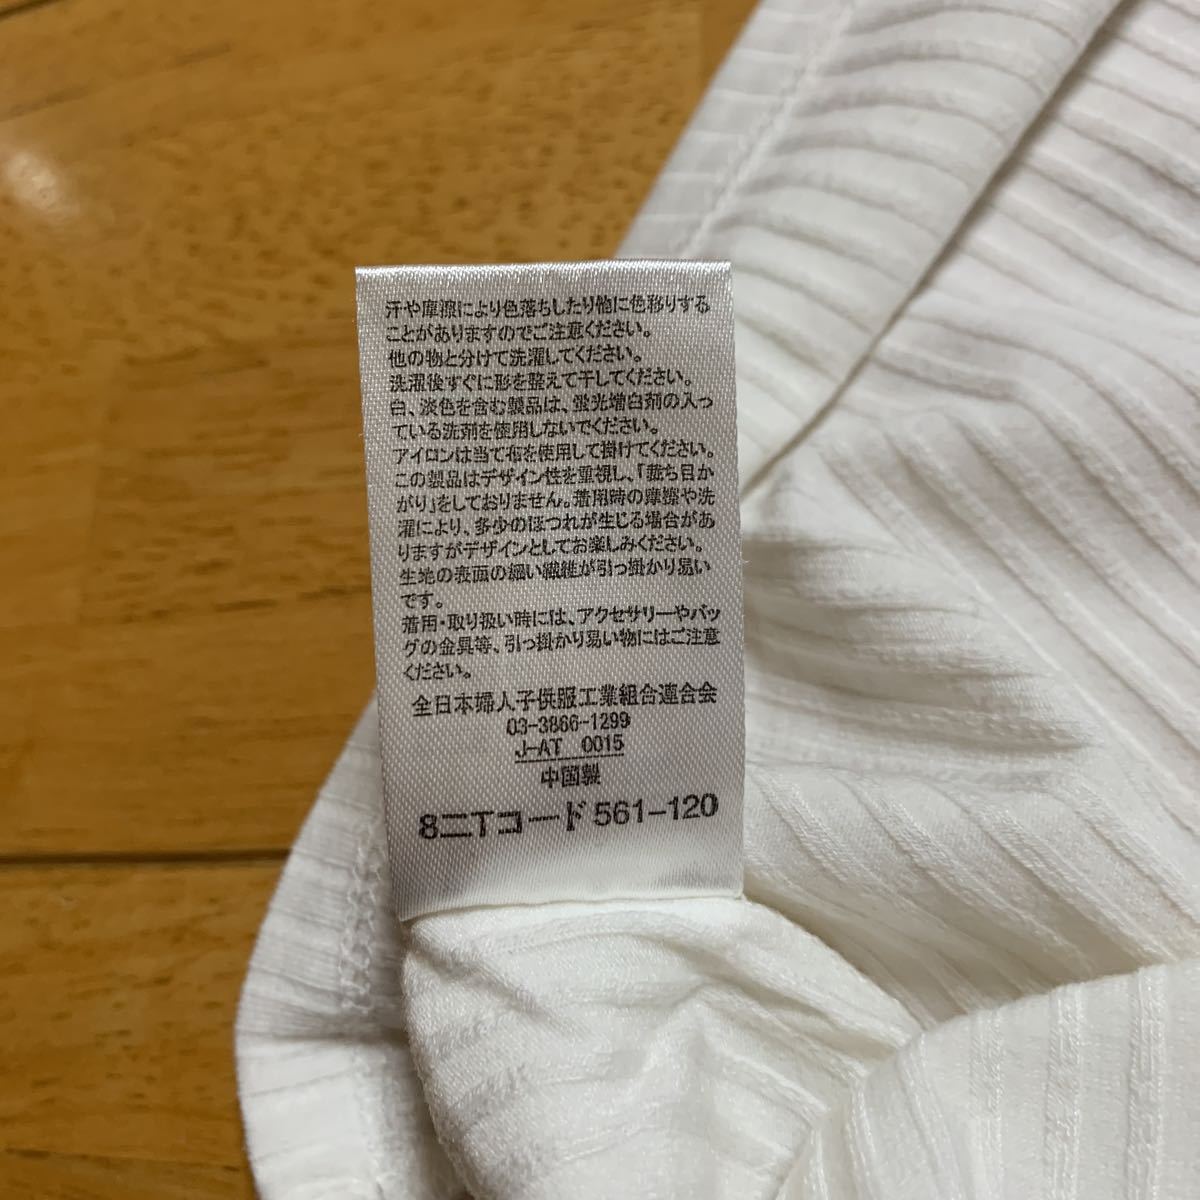 汗や摩擦により色落ちしたり他に色移りする
ことがありますのでご注意ください。
他の物と分けて洗濯してください。
洗濯後すぐに形を整えて干してください。
白、淡色を含む製品は、蛍光増白剤の入っ
ている洗剤を使用しないでください。
アイロンは当て布を使用して掛けてください。
この製品はデザイン性を重視し、「裁ち目か
がり」をしておりません。着用時の摩擦や洗
濯により、多少のほつれが生じる場合があ
りますがデザインとしてお楽しみください。
生地の表面の細い繊維が引っ掛かり易い
です。
着用・取り扱い時には、アクセサリーやバッ
グの金具等、引っ掛かり易い物にはご注意
ください。
全日本婦人子供服工業組合連合会
03-3866-1299
J-AT 0015
中国製
8二Tコード561-120